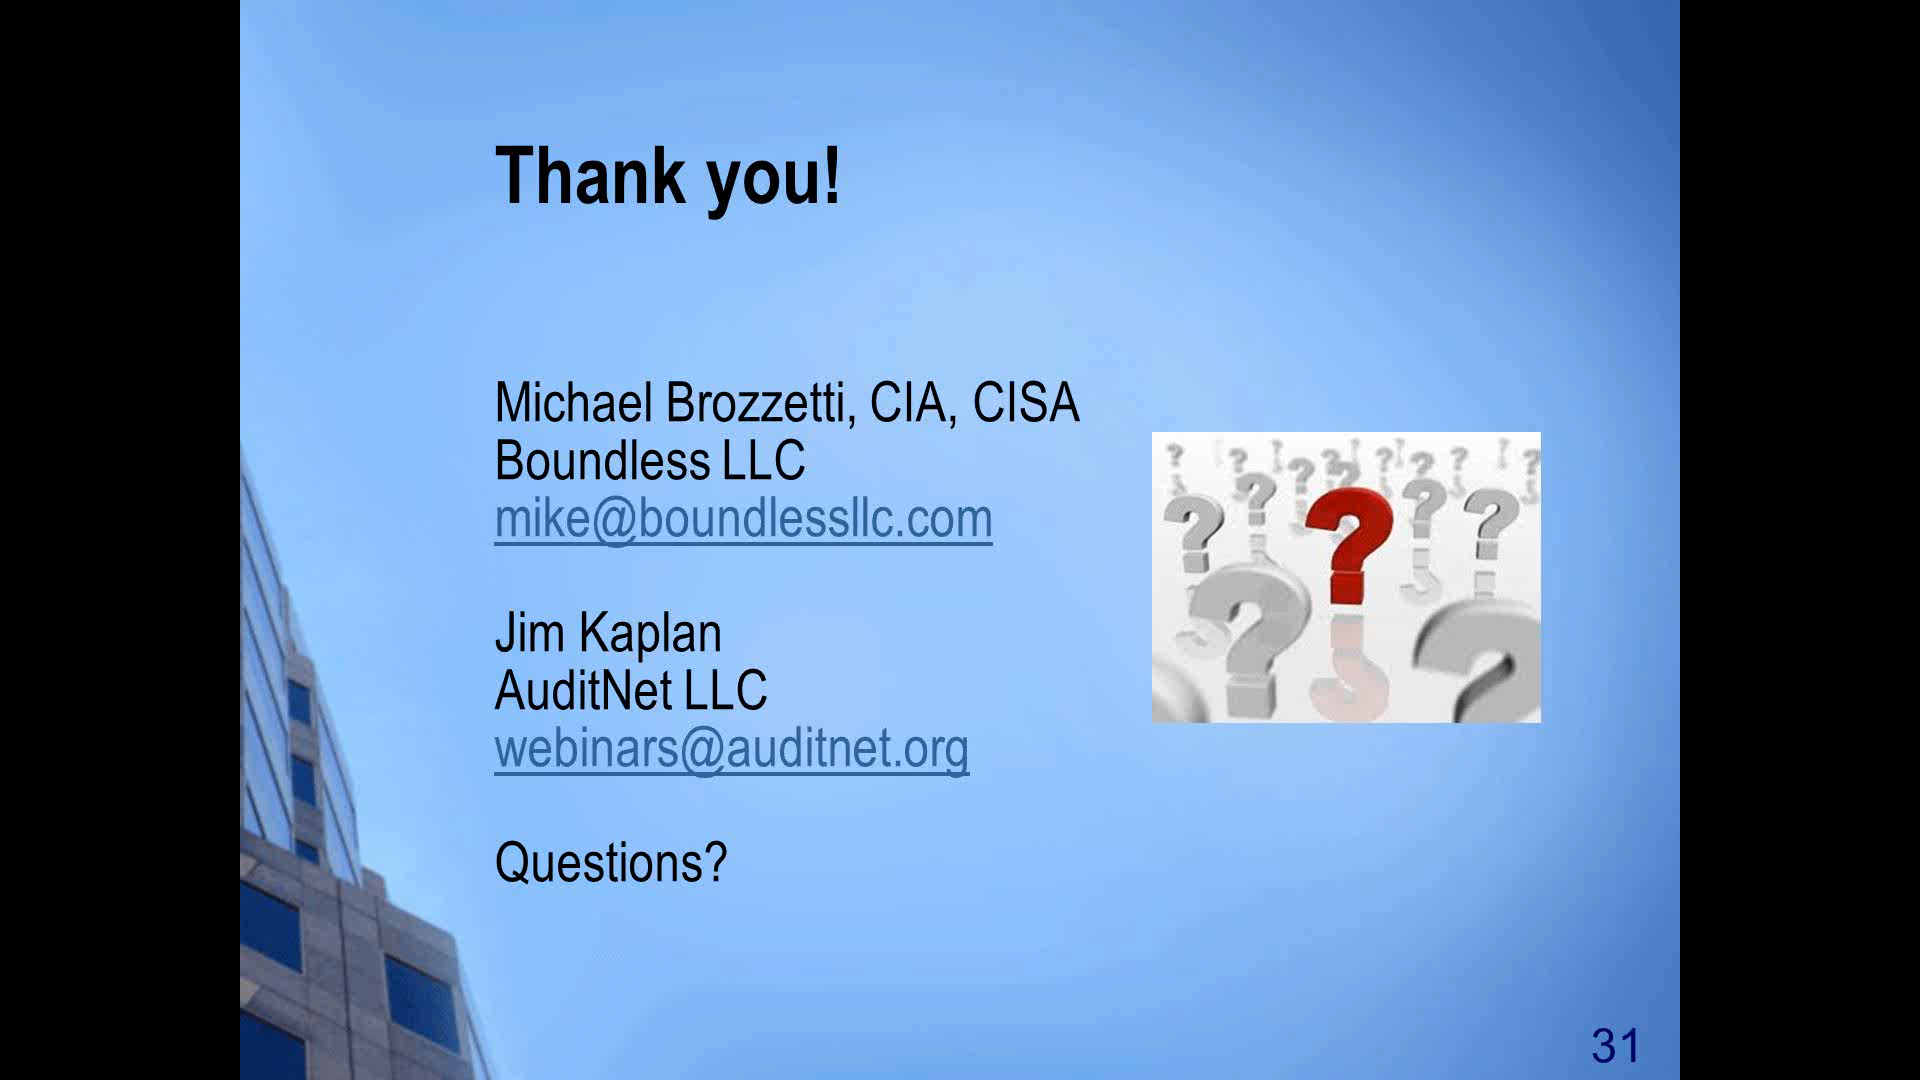 Thank you!
Michael Brozzetti, CIA, CISA
Boundless LLC
mike@boundlessllc.com
Jim Kaplan
AuditNet LLC
webinars@auditnet.org
Questions?
31